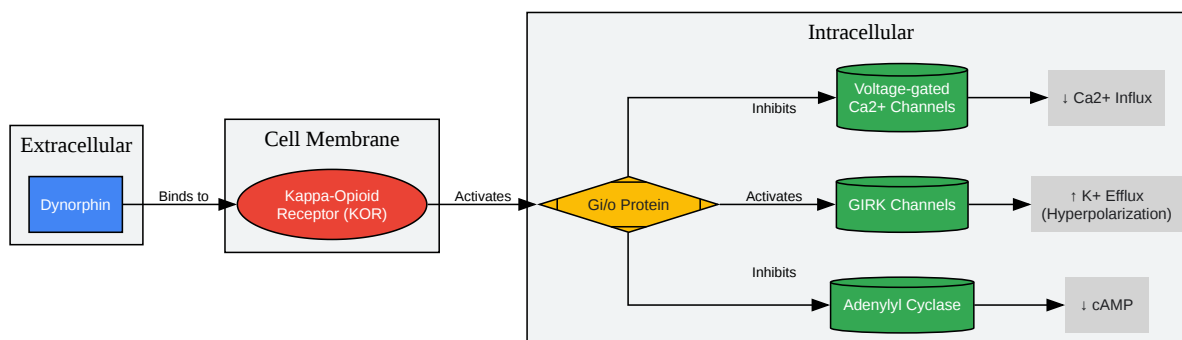 Intracellular
Voltage-gated
Ca2+ Channels
↓ Ca2+ Influx
Inhibits
Extracellular
Cell Membrane
Dynorphin
Binds to
Kappa-Opioid
Receptor (KOR)
Activates
Gi/o Protein
Activates
GIRK Channels
↑ K+ Efflux
(Hyperpolarization)
Inhibits
Adenylyl Cyclase
↓ cAMP